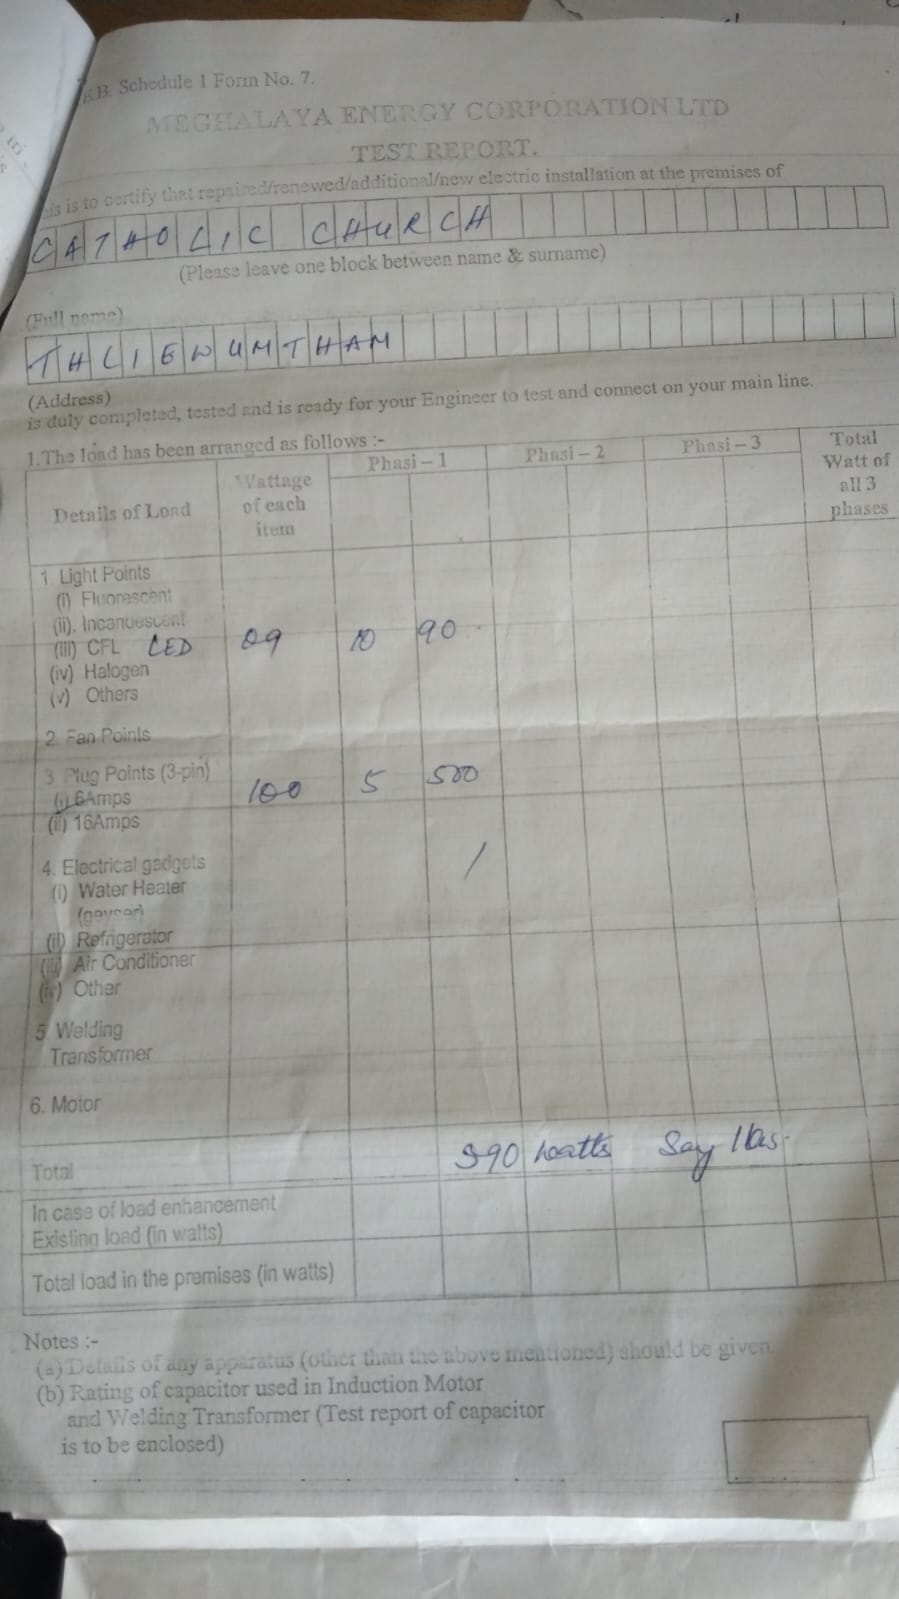 B. Schedule 1 Form No. 7.
MEGHALAYA ENERGY CORPORATION LTD
TEST REPORT.
is is to certify that repaired/renewed/additional/new electric installation at the premises of
CATHOLIC CHURCH
(Please leave one block between name & surname)
(Full name)
THLIEWUMTHAM
(Address)
is duly completed, tested and is ready for your Engineer to test and connect on your main line.
1.The load has been arranged as follows :-
Details of Load Wattage of each item Phasi – 1 Phasi – 2 Phasi – 3 Total Watt of all 3 phases
1 Light Points
(i) Fluorescent
(ii). Incandescent
(iii) CFL LED 09 10 90
(iv) Halogen
(v) Others
2. Fan Points
3. Plug Points (3-pin)
(i) 6Amps 100 5 500
(ii) 16Amps
4. Electrical gadgets
(i) Water Heater
(geyser)
(ii) Refrigerator
(iii) Air Conditioner
(iv) Other
5. Welding
Transformer
6. Motor
Total 590 watts Say
In case of load enhancement
Existing load (in watts)
Total load in the premises (in watts)
Notes :-
(a) Details of any apparatus (other than the above mentioned) should be given.
(b) Rating of capacitor used in Induction Motor
and Welding Transformer (Test report of capacitor
is to be enclosed)